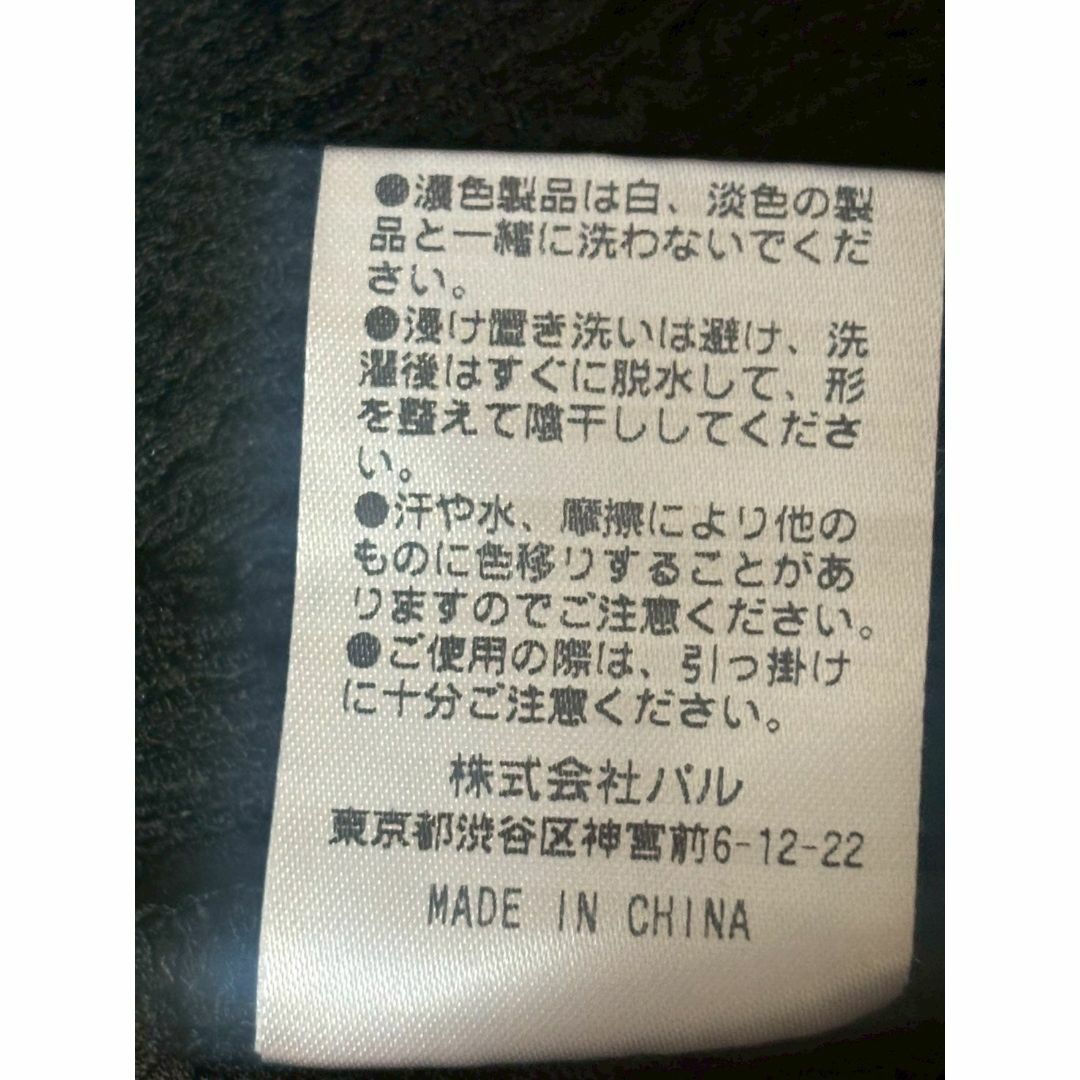 ●濃色製品は白、淡色の製
品と一緒に洗わないでくだ
さい。
●浸け置き洗いは避け、洗
濯後はすぐに脱水して、形
を整えて陰干ししてくださ
い。
●汗や水、摩擦により他の
ものに色移りすることがあ
りますのでご注意ください。
●ご使用の際は、引っ掛け
に十分ご注意ください。
株式会社パル
東京都渋谷区神宮前6-12-22
MADE IN CHINA